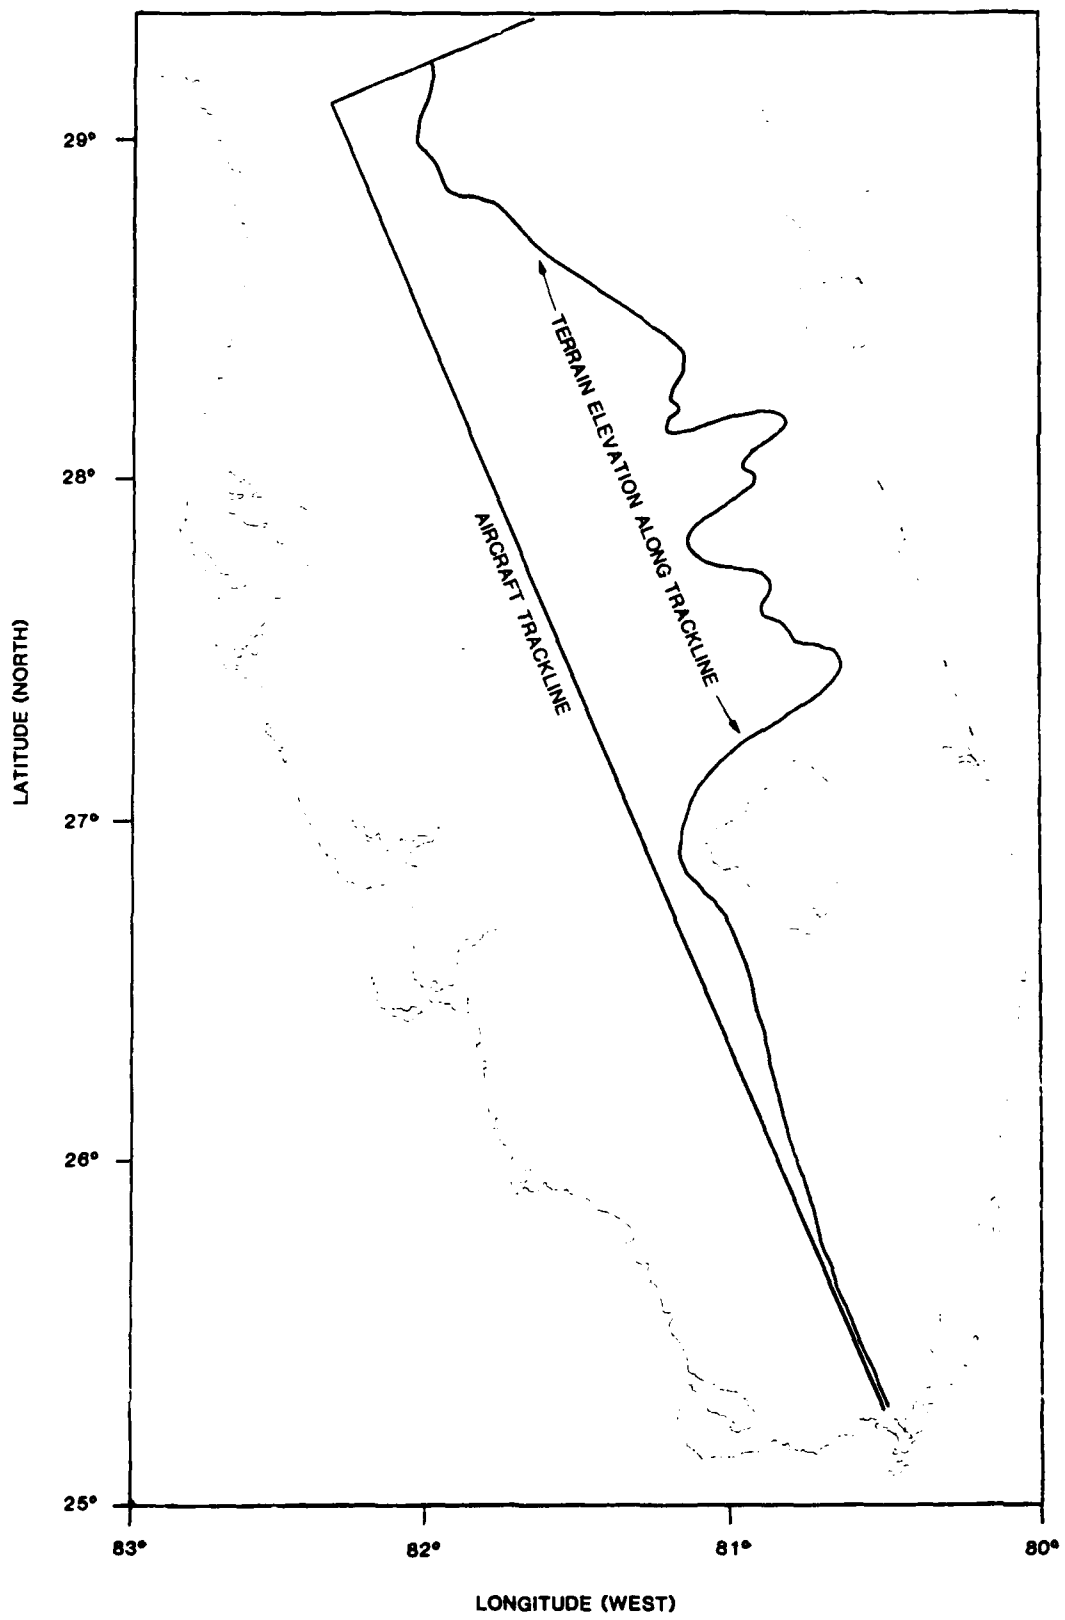 29°
28°
27°
26°
25°
LATITUDE (NORTH)
TERRAIN ELEVATION ALONG TRACKLINE
AIRCRAFT TRACKLINE
83° 82° 81° 80°
LONGITUDE (WEST)